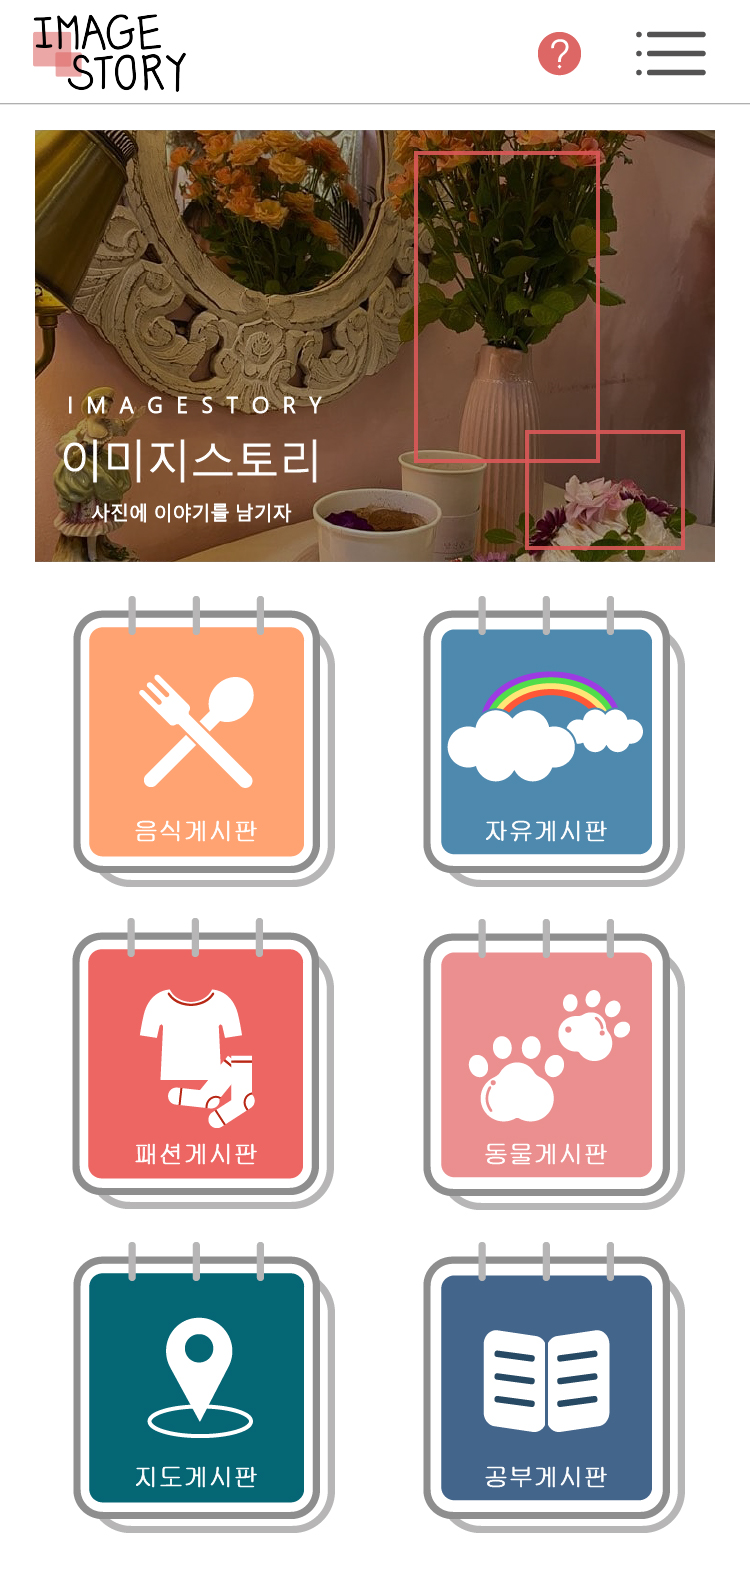 IMAGE
STORY
?
IMAGESTORY
이미지스토리
사진에 이야기를 남기자
음식게시판
자유게시판
패션게시판
동물게시판
지도게시판
공부게시판